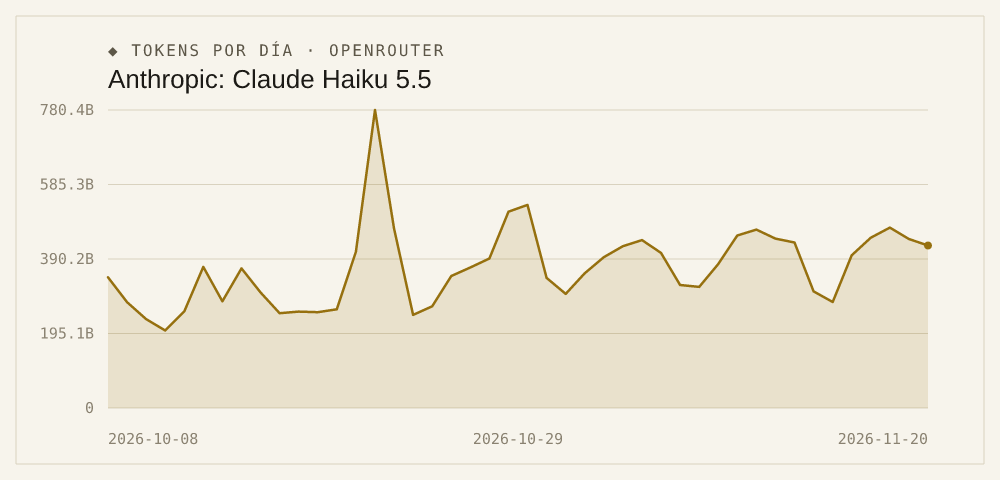 ◆ TOKENS POR DÍA · OPENROUTER
Anthropic: Claude Haiku 5.5
780.4B
585.3B
390.2B
195.1B
0
2026-10-08 2026-10-29 2026-11-20